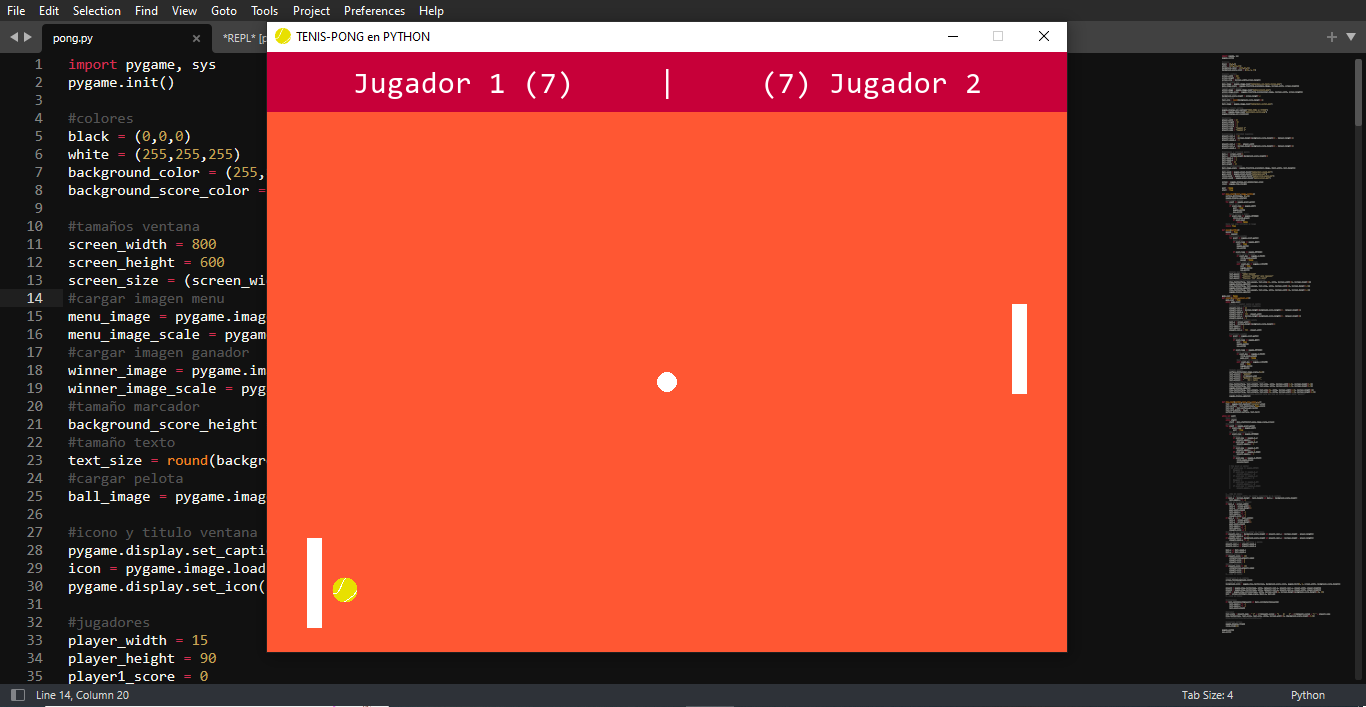 File Edit Selection Find View Goto Tools Project Preferences Help
pong.py × *REPL* [p
TENIS-PONG en PYTHON
Jugador 1 (7) | (7) Jugador 2
1 import pygame, sys
2 pygame.init()
3
4 #colores
5 black = (0,0,0)
6 white = (255,255,255)
7 background_color = (255,
8 background_score_color =
9
10 #tamaños ventana
11 screen_width = 800
12 screen_height = 600
13 screen_size = (screen_wi
14 #cargar imagen menu
15 menu_image = pygame.imag
16 menu_image_scale = pygam
17 #cargar imagen ganador
18 winner_image = pygame.im
19 winner_image_scale = pyg
20 #tamaño marcador
21 background_score_height
22 #tamaño texto
23 text_size = round(backgr
24 #cargar pelota
25 ball_image = pygame.imag
26
27 #icono y titulo ventana
28 pygame.display.set_capti
29 icon = pygame.image.load
30 pygame.display.set_icon(
31
32 #jugadores
33 player_width = 15
34 player_height = 90
35 player1_score = 0
Line 14, Column 20 Tab Size: 4 Python